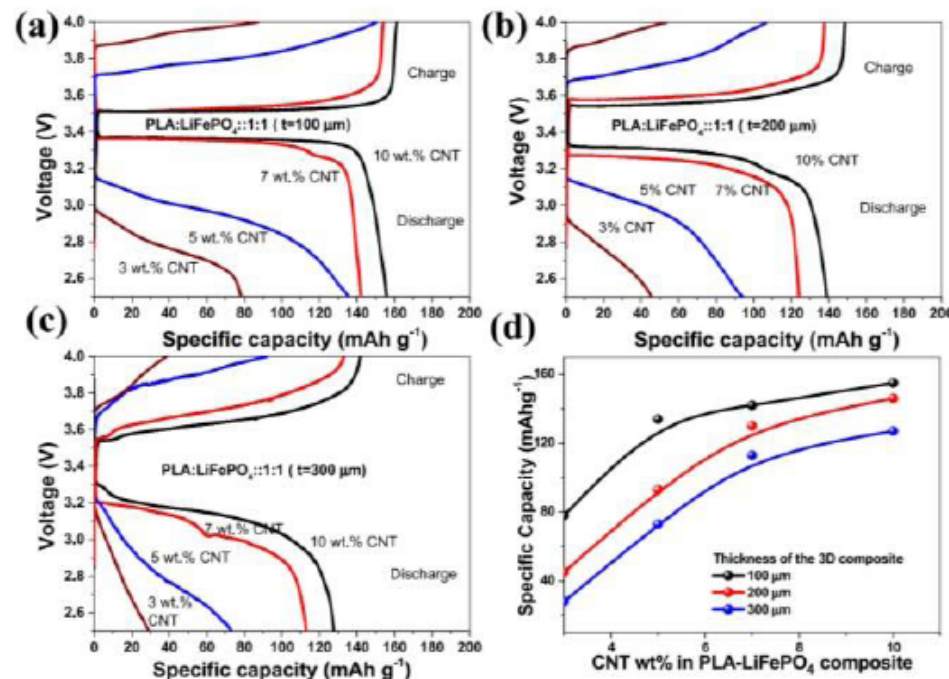 (a)
4.0
3.8
3.6
3.4
3.2
3.0
2.8
2.6
Voltage (V)
Charge
PLA:LiFePO₄::1:1 ( t=100 μm)
10 wt.% CNT
7 wt.% CNT
5 wt.% CNT
3 wt.% CNT
Discharge
0 20 40 60 80 100 120 140 160 180 200
Specific capacity (mAh g⁻¹)
(b)
4.0
3.8
3.6
3.4
3.2
3.0
2.8
2.6
Voltage (V)
Charge
PLA:LiFePO₄::1:1 ( t=200 μm)
10% CNT
5% CNT 7% CNT
3% CNT
Discharge
0 20 40 60 80 100 120 140 160 180 200
Specific capacity (mAh g⁻¹)
(c)
4.0
3.8
3.6
3.4
3.2
3.0
2.8
2.6
Voltage (V)
Charge
PLA:LiFePO₄::1:1 ( t=300 μm)
7 wt.% CNT
10 wt.% CNT
5 wt.% CNT
3 wt.%
CNT
Discharge
0 20 40 60 80 100 120 140 160 180 200
Specific capacity (mAh g⁻¹)
(d)
160
120
80
40
Specific Capacity (mAhg⁻¹)
Thickness of the 3D composite
100 μm
200 μm
300 μm
4 6 8 10
CNT wt% in PLA-LiFePO₄ composite